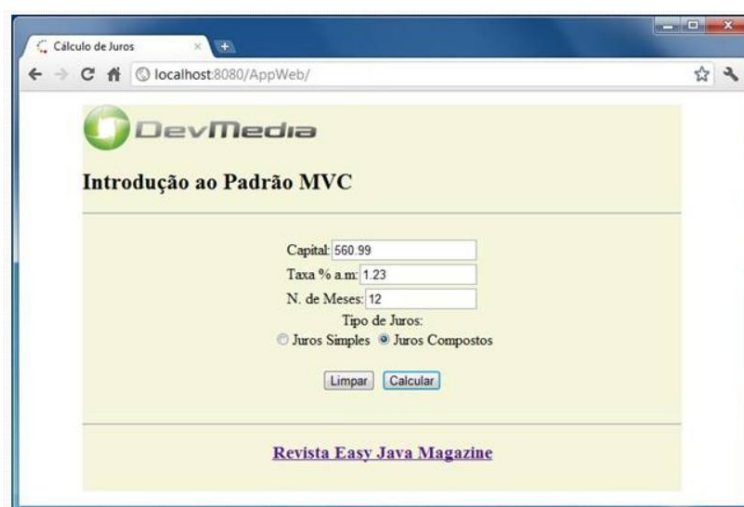 Cálculo de Juros
localhost:8080/AppWeb/
DevMedia
Introdução ao Padrão MVC
Capital: 560.99
Taxa % a.m: 1.23
N. de Meses: 12
Tipo de Juros:
Juros Simples Juros Compostos
Limpar Calcular
Revista Easy Java Magazine